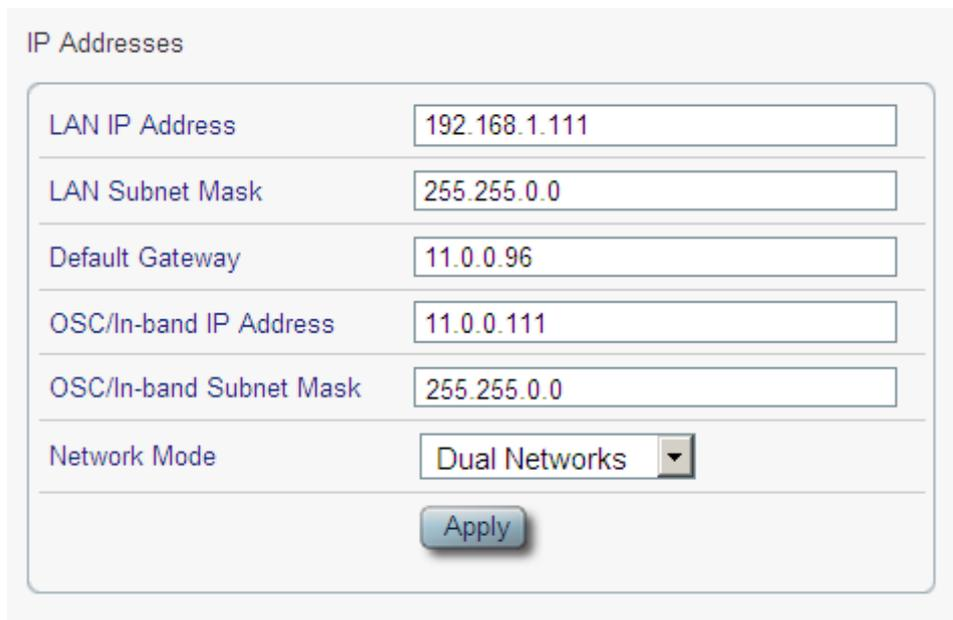 IP Addresses
LAN IP Address 192.168.1.111
LAN Subnet Mask 255.255.0.0
Default Gateway 11.0.0.96
OSC/In-band IP Address 11.0.0.111
OSC/In-band Subnet Mask 255.255.0.0
Network Mode Dual Networks
Apply